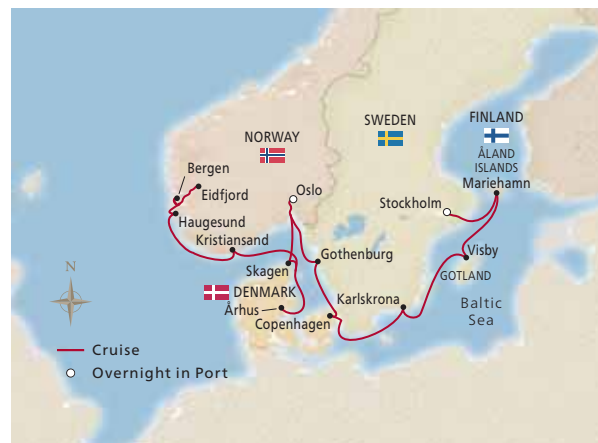 FINLAND
SWEDEN
NORWAY
ÅLAND
ISLANDS
Mariehamn
Bergen
Eidfjord
Oslo
Stockholm
Haugesund
Kristiansand
Visby
Gothenburg
Skagen
GOTLAND
N
DENMARK
Århus
Karlskrona
Baltic
Sea
Copenhagen
Cruise
Overnight in Port